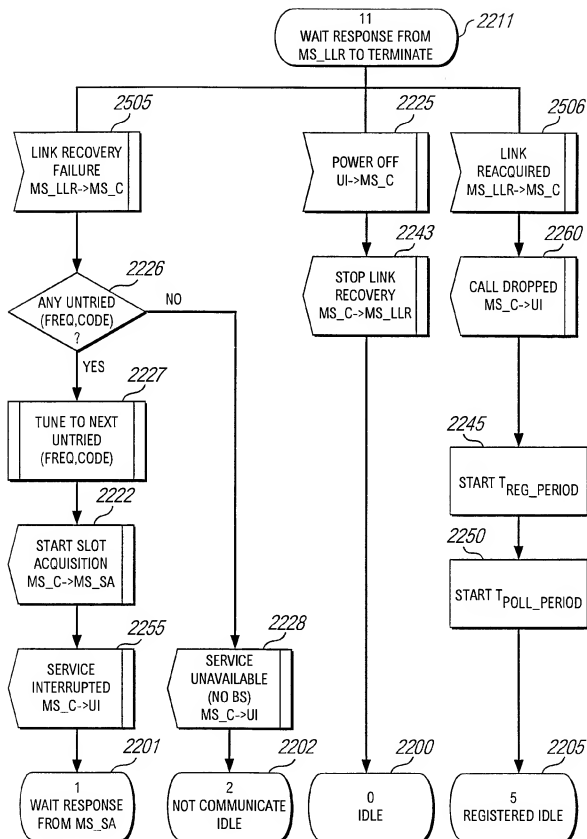 11
WAIT RESPONSE FROM
MS_LLR TO TERMINATE
2211
2505
LINK RECOVERY
FAILURE
MS_LLR->MS_C
2225
POWER OFF
UI->MS_C
2506
LINK
REACQUIRED
MS_LLR->MS_C
2226
ANY UNTRIED
(FREQ,CODE)
?
NO
YES
2243
STOP LINK
RECOVERY
MS_C->MS_LLR
2260
CALL DROPPED
MS_C->UI
2227
TUNE TO NEXT
UNTRIED
(FREQ,CODE)
2245
START TREG_PERIOD
2222
START SLOT
ACQUISITION
MS_C->MS_SA
2250
START TPOLL_PERIOD
2255
SERVICE
INTERRUPTED
MS_C->UI
2228
SERVICE
UNAVAILABLE
(NO BS)
MS_C->UI
2201
1
WAIT RESPONSE
FROM MS_SA
2202
2
NOT COMMUNICATE
IDLE
2200
0
IDLE
2205
5
REGISTERED IDLE